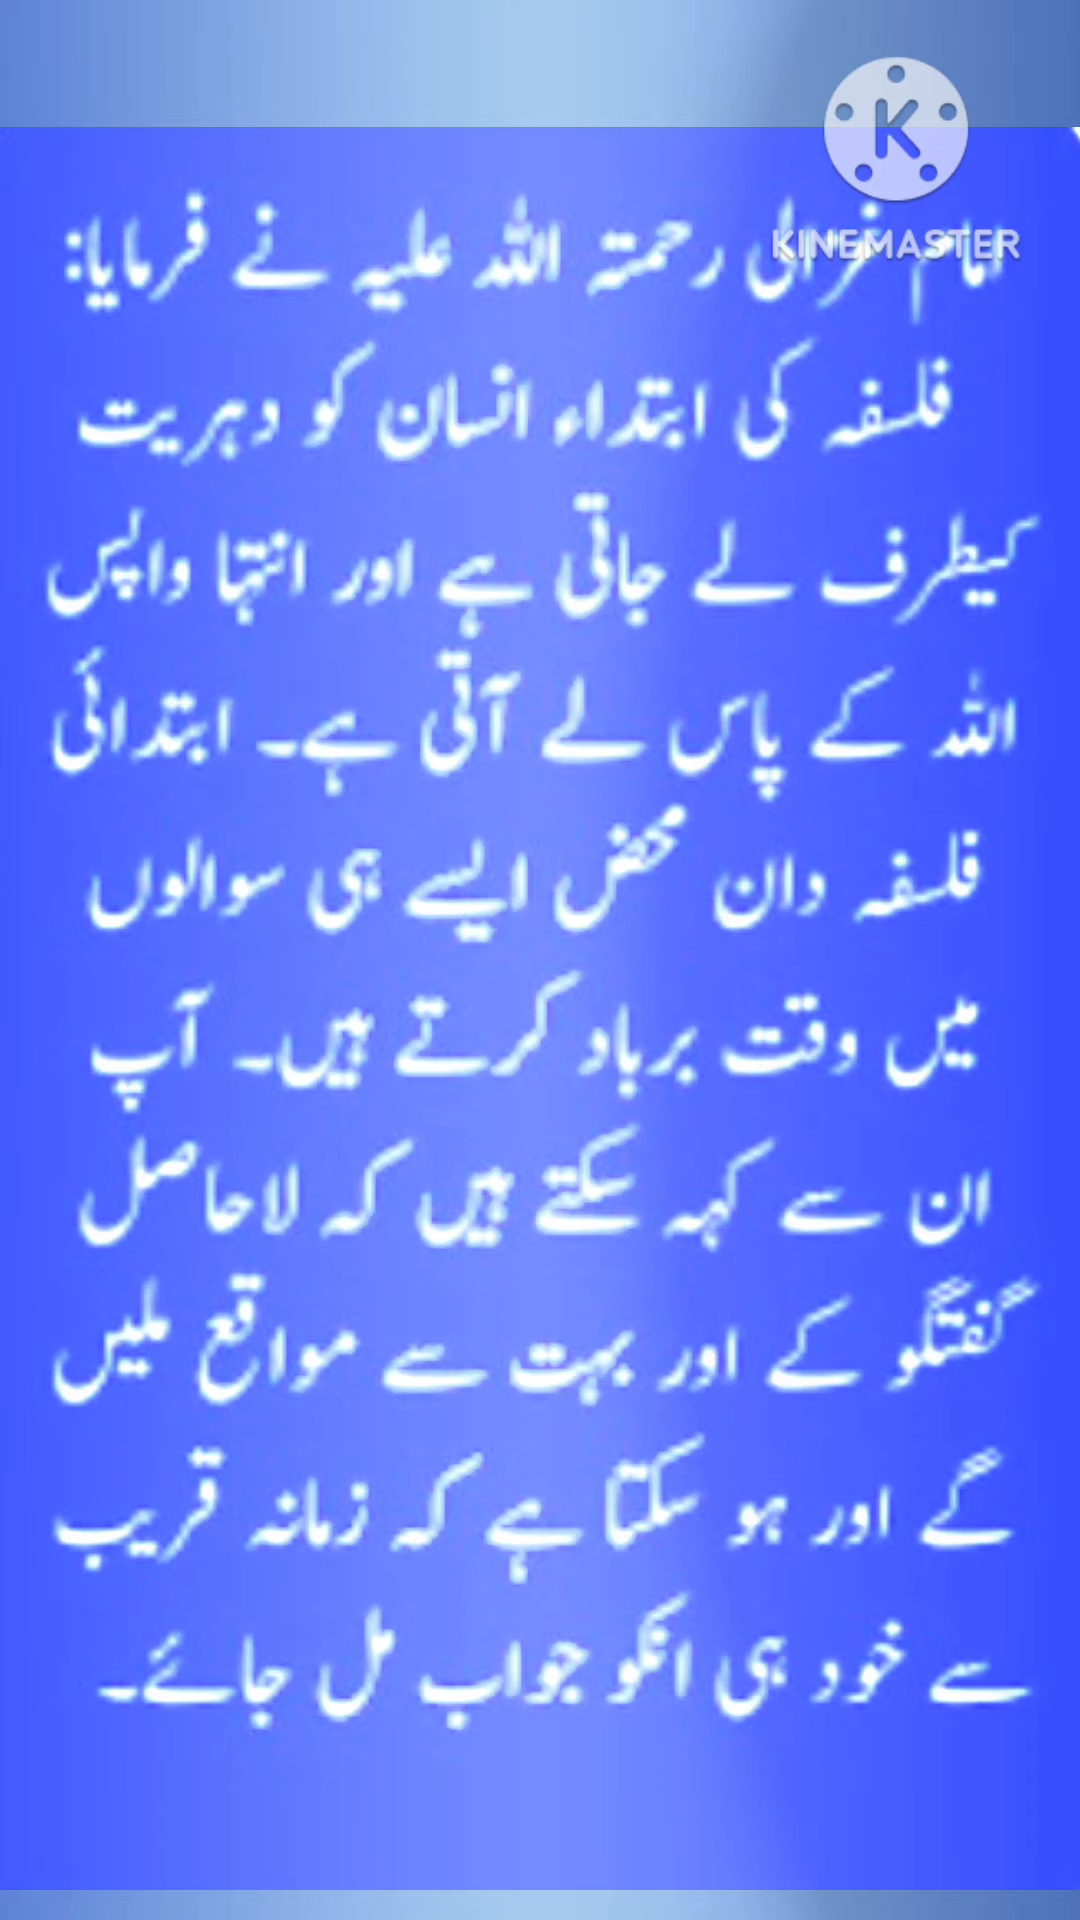 K
KINEMASTER
امام غزالی رحمتہ اللہ علیہ نے فرمایا:
فلسفہ کی ابتداء انسان کو دہریت
کیطرف لے جاتی ہے اور انتہا واپس
اللہ کے پاس لے آتی ہے۔ ابتدائی
فلسفہ دان محض ایسے ہی سوالوں
میں وقت برباد کرتے ہیں۔ آپ
ان سے کہہ سکتے ہیں کہ لاحاصل
گفتگو کے اور بہت سے مواقع ملیں
گے اور ہو سکتا ہے کہ زمانہ قریب
سے خود ہی انکو جواب مل جائے۔